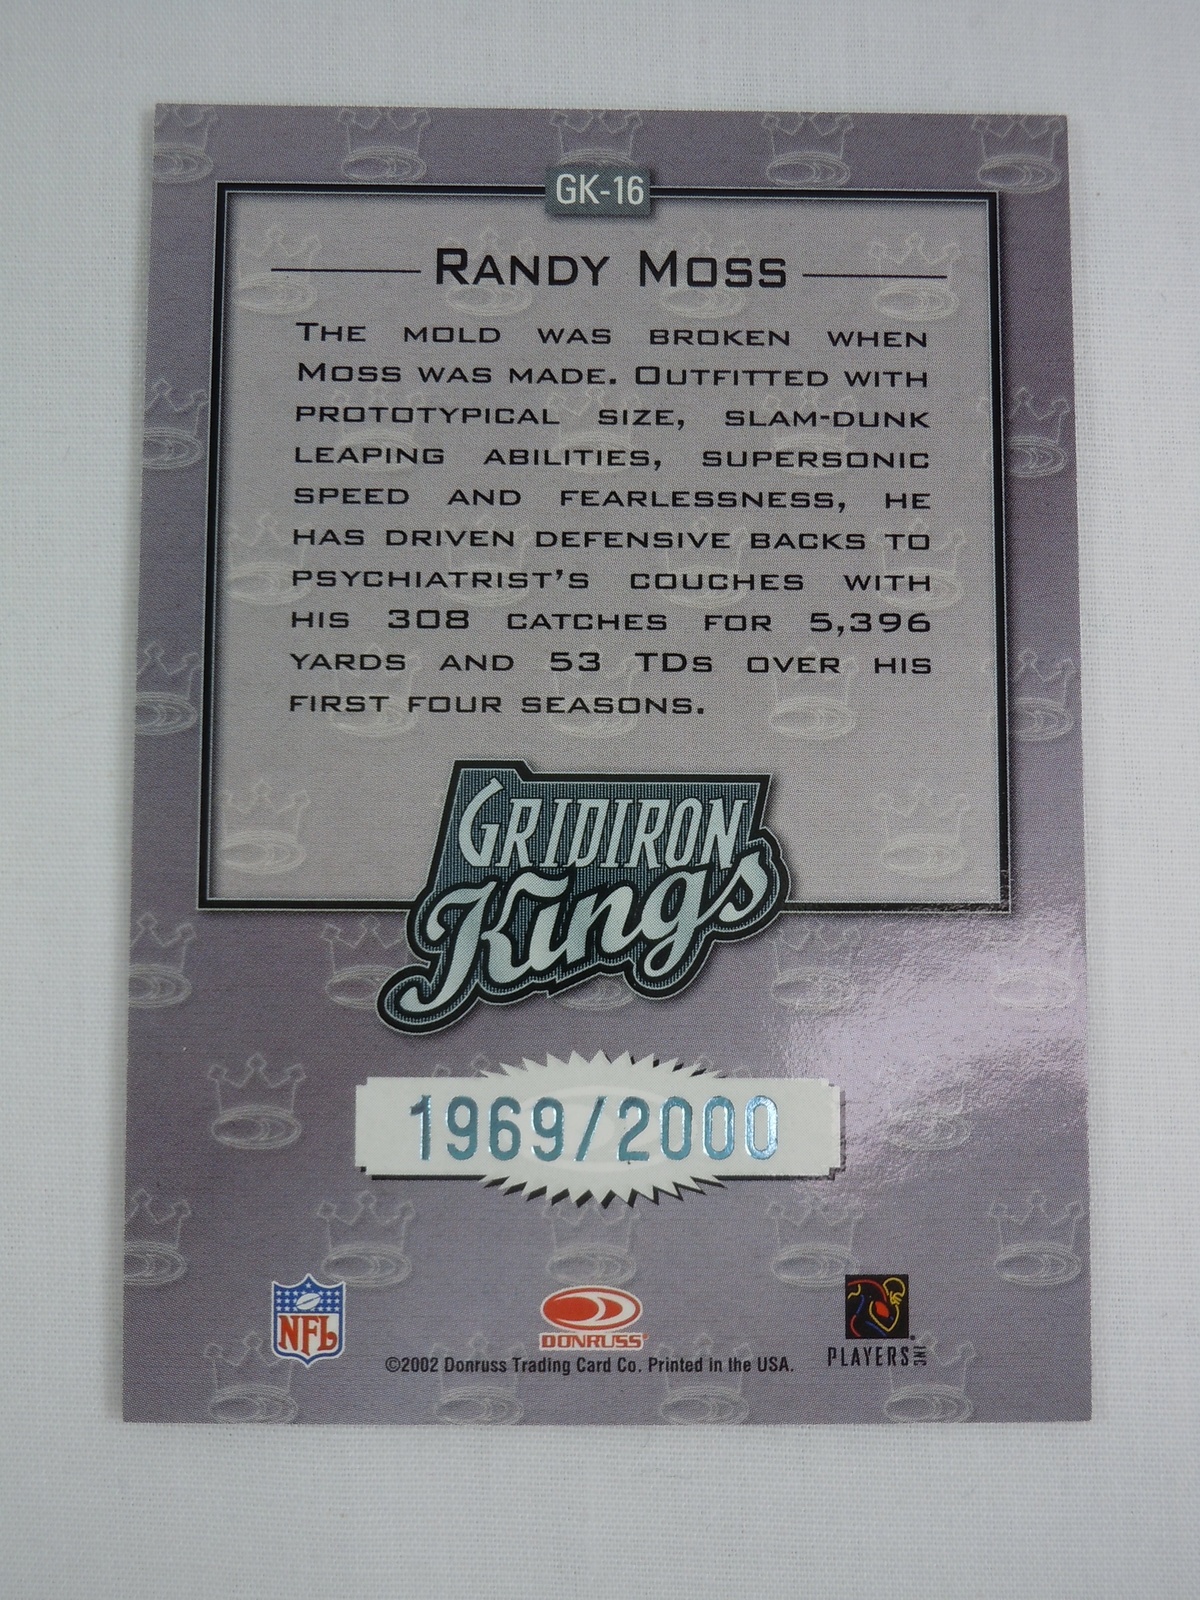 GK-16
RANDY MOSS
THE MOLD WAS BROKEN WHEN
MOSS WAS MADE. OUTFITTED WITH
PROTOTYPICAL SIZE, SLAM-DUNK
LEAPING ABILITIES, SUPERSONIC
SPEED AND FEARLESSNESS, HE
HAS DRIVEN DEFENSIVE BACKS TO
PSYCHIATRIST'S COUCHES WITH
HIS 308 CATCHES FOR 5,396
YARDS AND 53 TDS OVER HIS
FIRST FOUR SEASONS.
GRIDIRON
Kings
1969/2000
NFL
DONRUSS
PLAYERS INC
©2002 Donruss Trading Card Co. Printed in the USA.